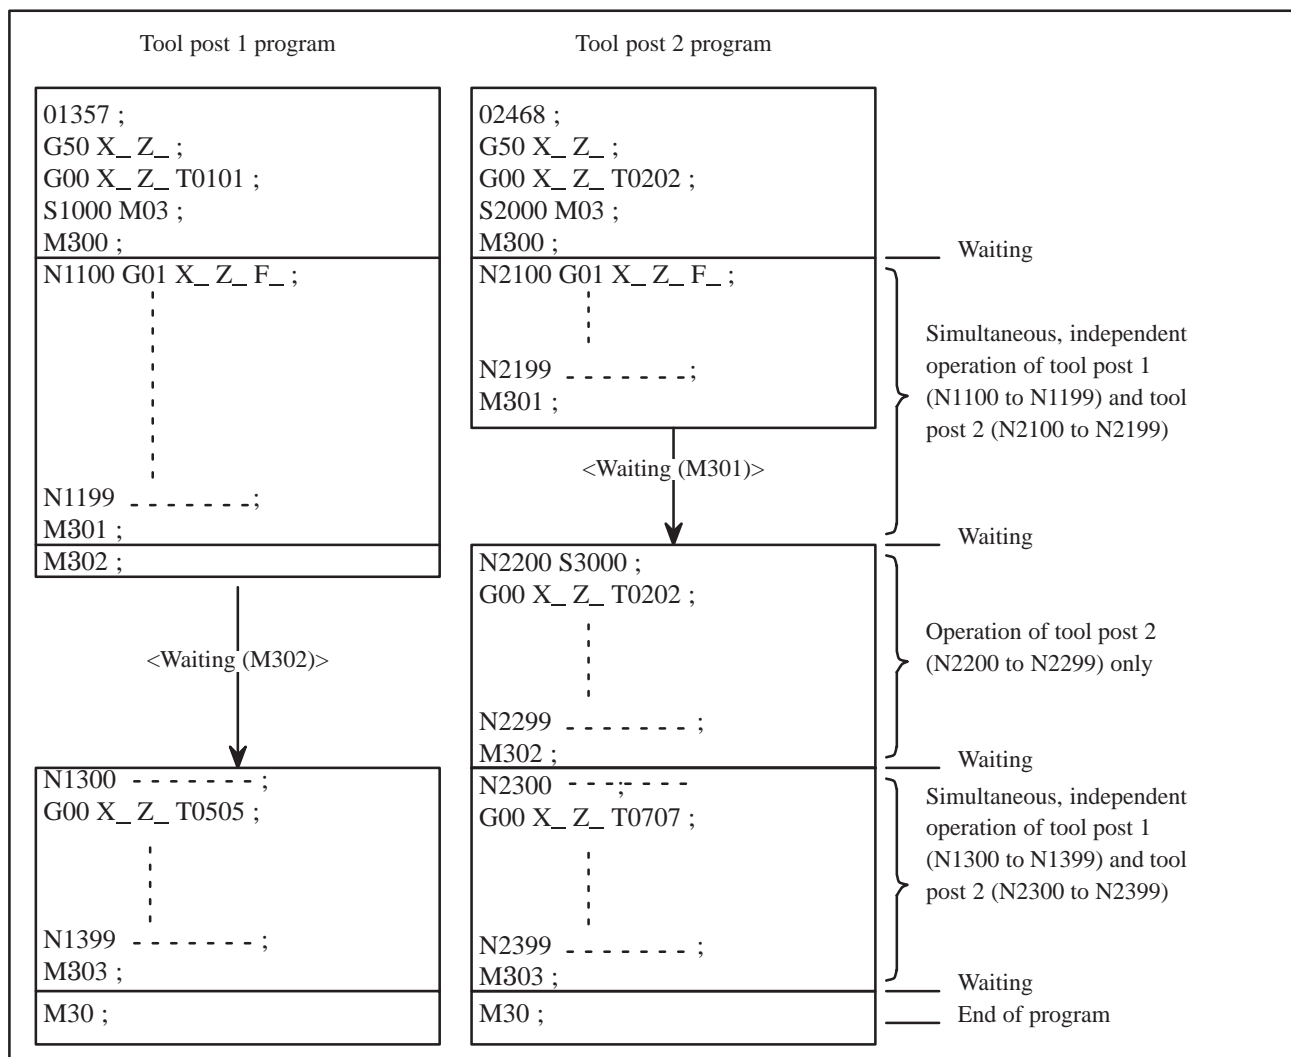 Tool post 1 program
01357 ;
G50 X_ Z_ ;
G00 X_ Z_ T0101 ;
S1000 M03 ;
M300 ;
N1100 G01 X_ Z_ F_ ;
N1199 _ _ _ _ _ _ _ ;
M301 ;
M302 ;
<Waiting (M302)>
N1300 - - - - - - - ;
G00 X_ Z_ T0505 ;
N1399 - - - - - - - ;
M303 ;
M30 ;
Tool post 2 program
02468 ;
G50 X_ Z_ ;
G00 X_ Z_ T0202 ;
S2000 M03 ;
M300 ;
N2100 G01 X_ Z_ F_ ;
N2199 _ _ _ _ _ _ _ ;
M301 ;
<Waiting (M301)>
N2200 S3000 ;
G00 X_ Z_ T0202 ;
N2299 _ _ _ _ _ _ _ ;
M302 ;
N2300 - - - ; - - - -
G00 X_ Z_ T0707 ;
N2399 _ _ _ _ _ _ _ ;
M303 ;
M30 ;
Waiting
Simultaneous, independent
operation of tool post 1
(N1100 to N1199) and tool
post 2 (N2100 to N2199)
Waiting
Operation of tool post 2
(N2200 to N2299) only
Waiting
Simultaneous, independent
operation of tool post 1
(N1300 to N1399) and tool
post 2 (N2300 to N2399)
Waiting
End of program